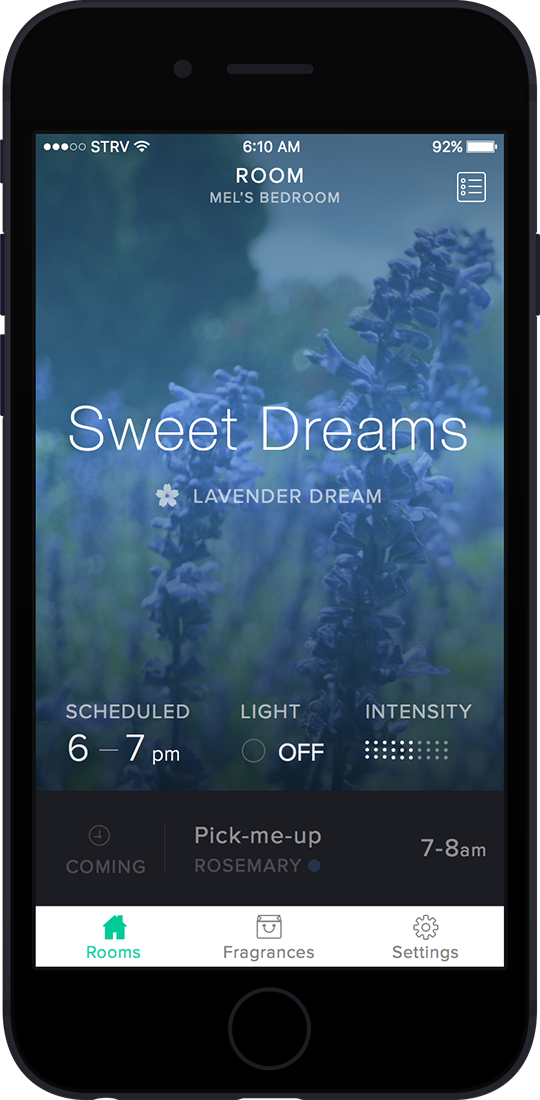 STRV 6:10 AM 92%
ROOM
MEL'S BEDROOM
Sweet Dreams
LAVENDER DREAM
SCHEDULED LIGHT INTENSITY
6 — 7 pm OFF
Pick-me-up
COMING ROSEMARY 7-8am
Rooms Fragrances Settings